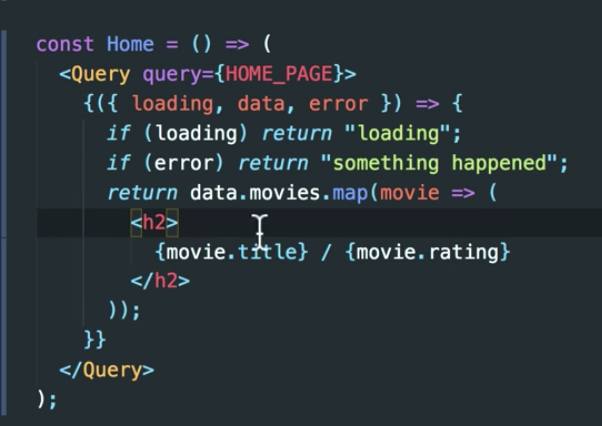 const Home = () => (
<Query query={HOME_PAGE}>
{({ loading, data, error }) => {
if (loading) return "loading";
if (error) return "something happened";
return data.movies.map(movie => (
<h2>
{movie.title} / {movie.rating}
</h2>
));
}}
</Query>
);